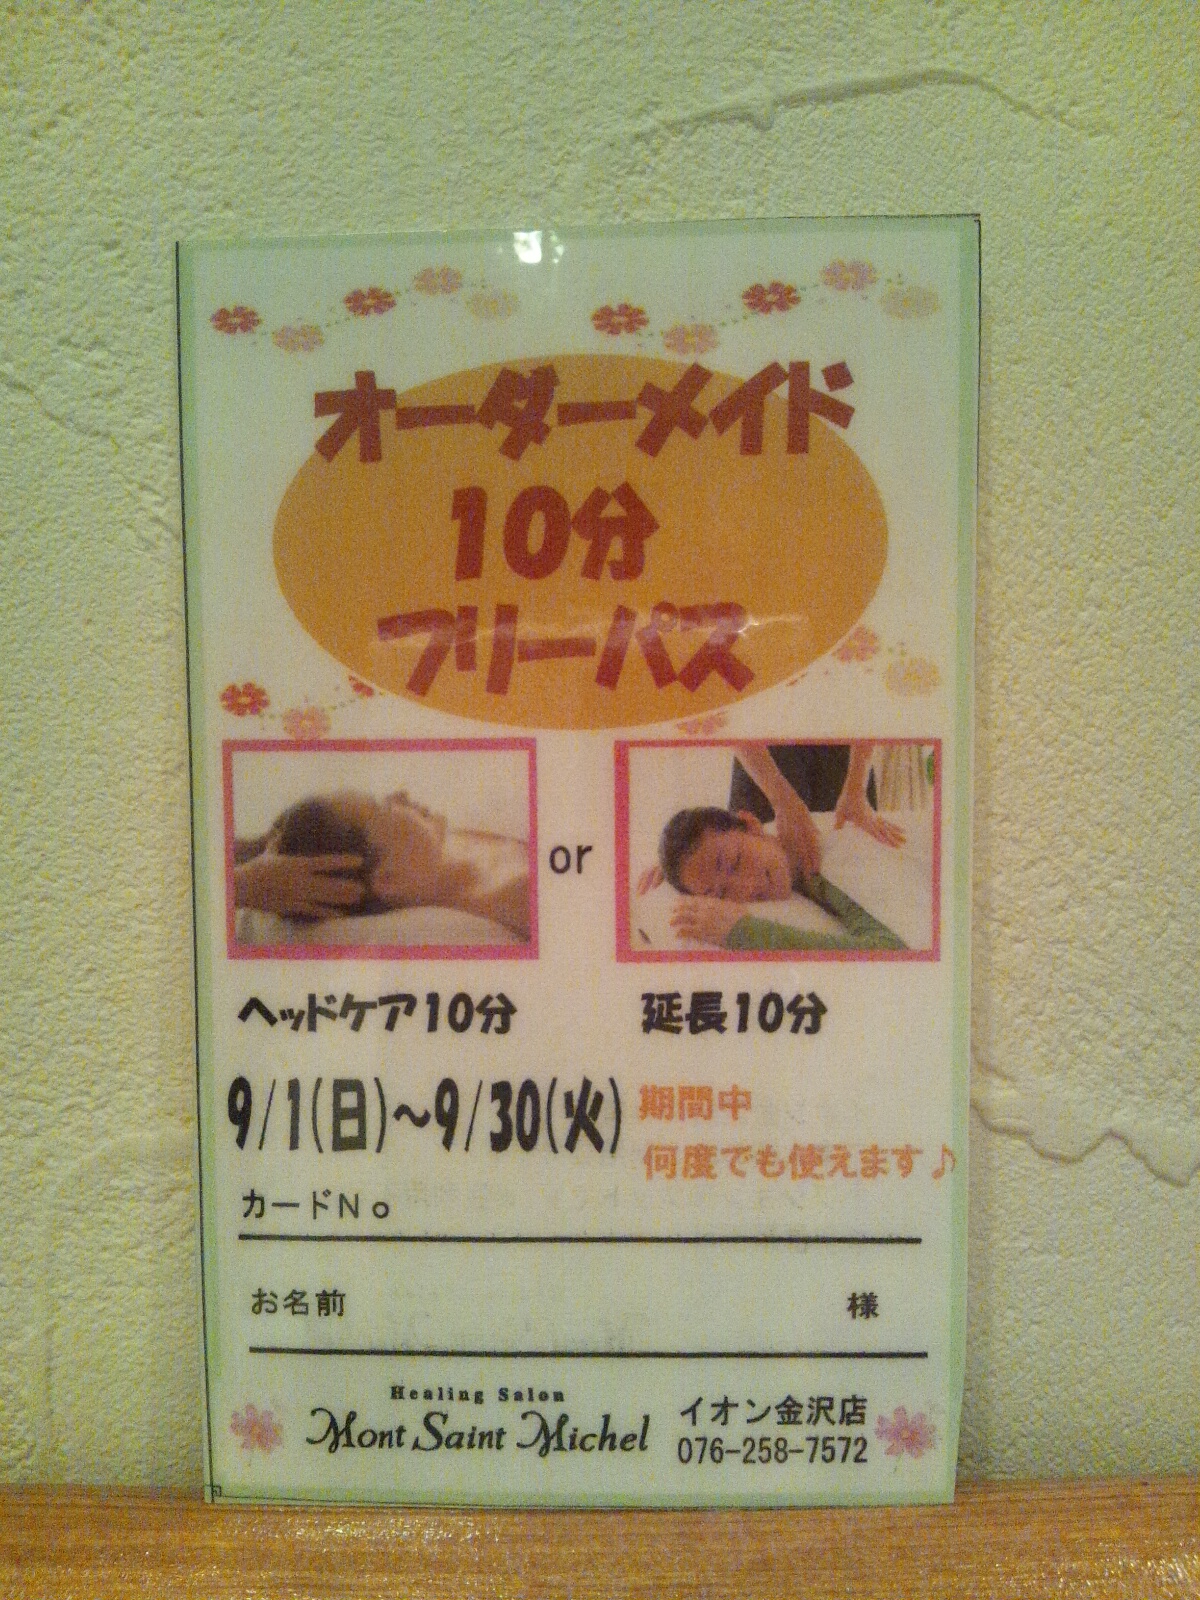 オーダーメイド
10分
フリーパス
or
ヘッドケア10分
延長10分
9/1(日)~9/30(火)
期間中
何度でも使えます♪
カードNo
お名前 様
Healing Salon
Mont Saint Michel
イオン金沢店
076-258-7572